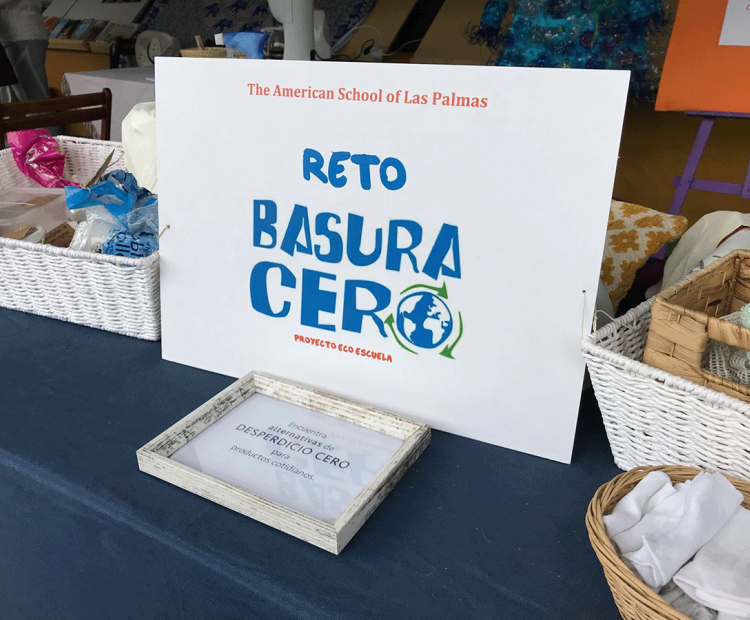 The American School of Las Palmas
RETO
BASURA
CERO
PROYECTO ECO ESCUELA
Encuentra
alternativas de
DESPERDICIO CERO
para
productos cotidianos.